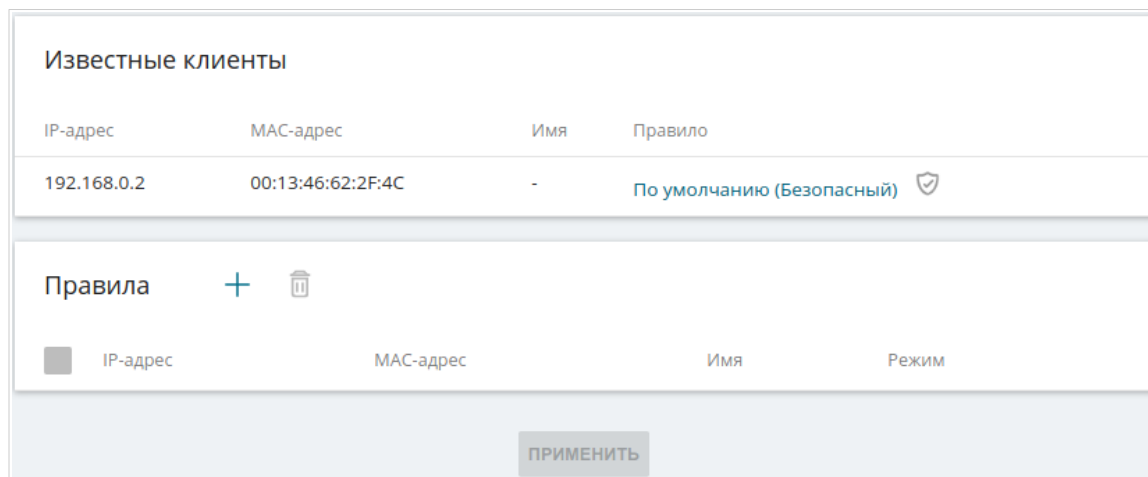 Известные клиенты
IP-адрес MAC-адрес Имя Правило
192.168.0.2 00:13:46:62:2F:4C - По умолчанию (Безопасный)
Правила
IP-адрес MAC-адрес Имя Режим
ПРИМЕНИТЬ